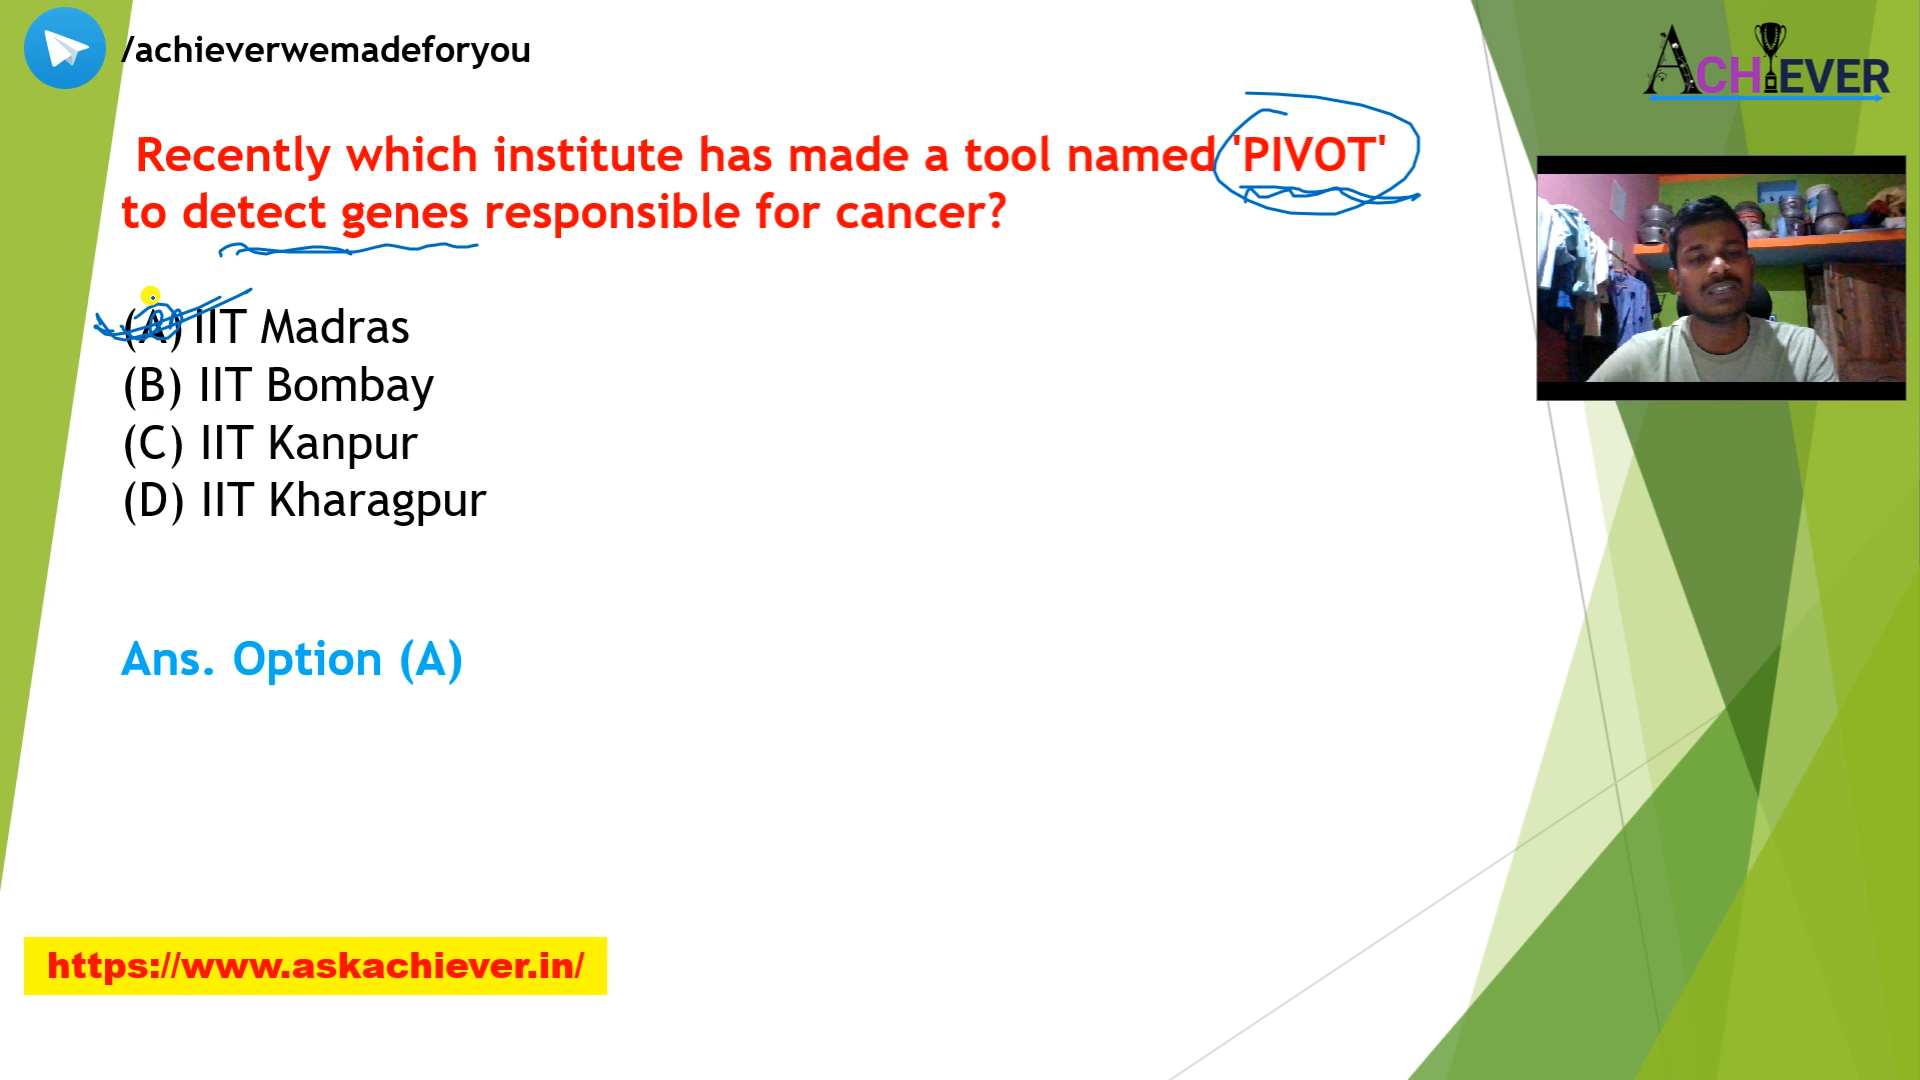 /achieverwemadeforyou
ACHIEVER
Recently which institute has made a tool named 'PIVOT'
to detect genes responsible for cancer?
(A) IIT Madras
(B) IIT Bombay
(C) IIT Kanpur
(D) IIT Kharagpur
Ans. Option (A)
https://www.askachiever.in/